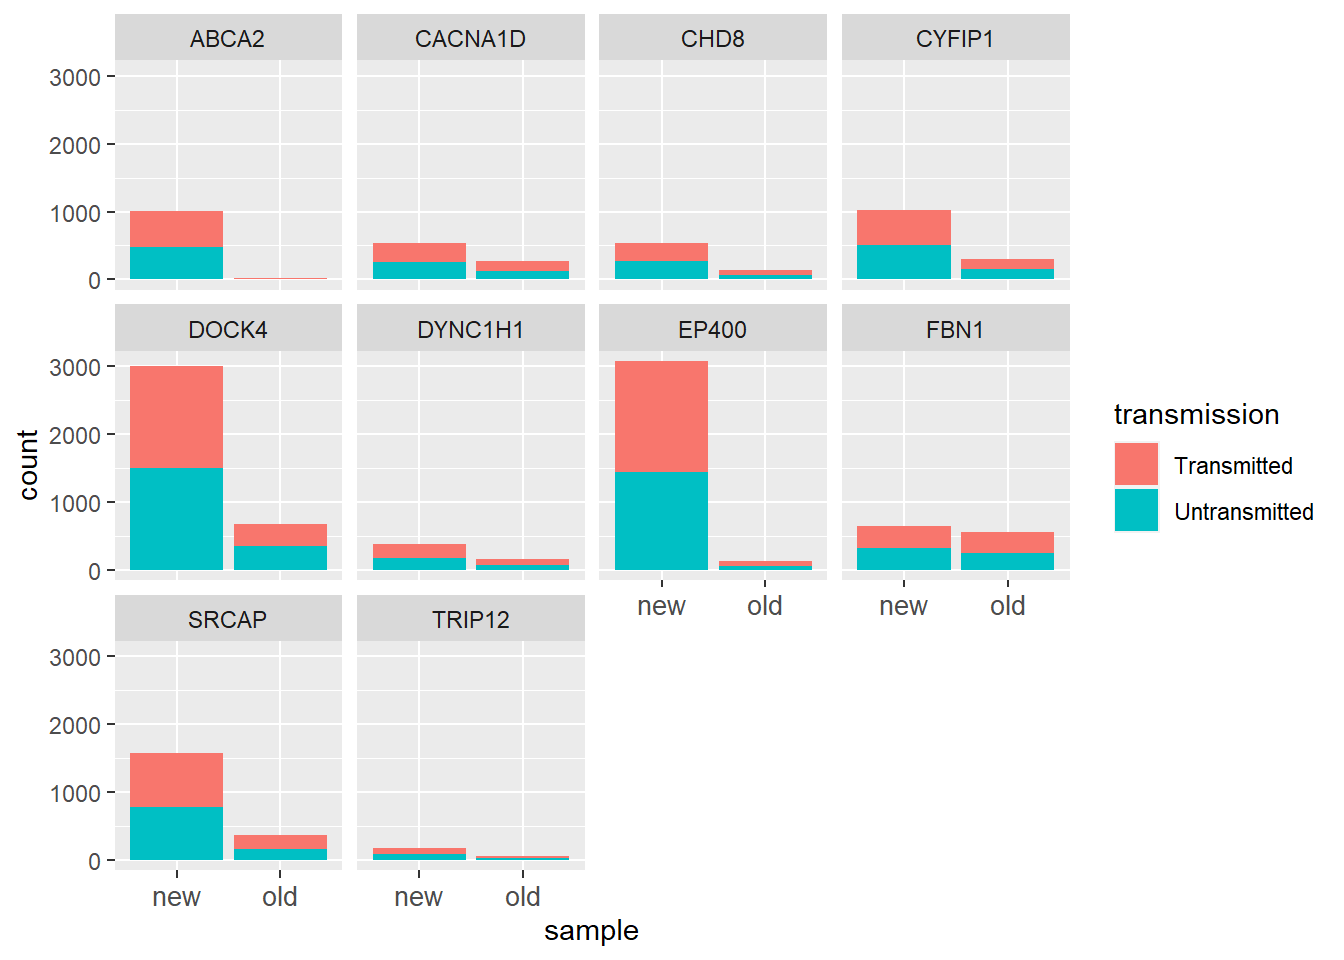 ABCA2 CACNA1D CHD8 CYFIP1
3000
2000
1000
0
DOCK4 DYNC1H1 EP400 FBN1
3000
2000
1000
0
new old new old
SRCAP TRIP12
3000
2000
1000
0
new old new old
sample
count
transmission
Transmitted
Untransmitted